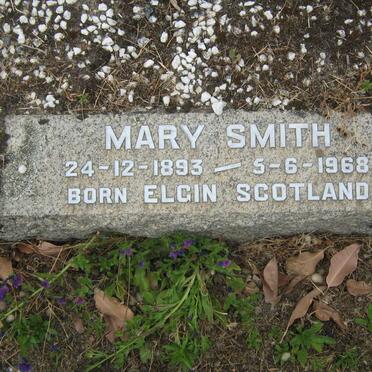 MARY SMITH
24-12-1893 — 5-6-1968
BORN ELGIN SCOTLAND